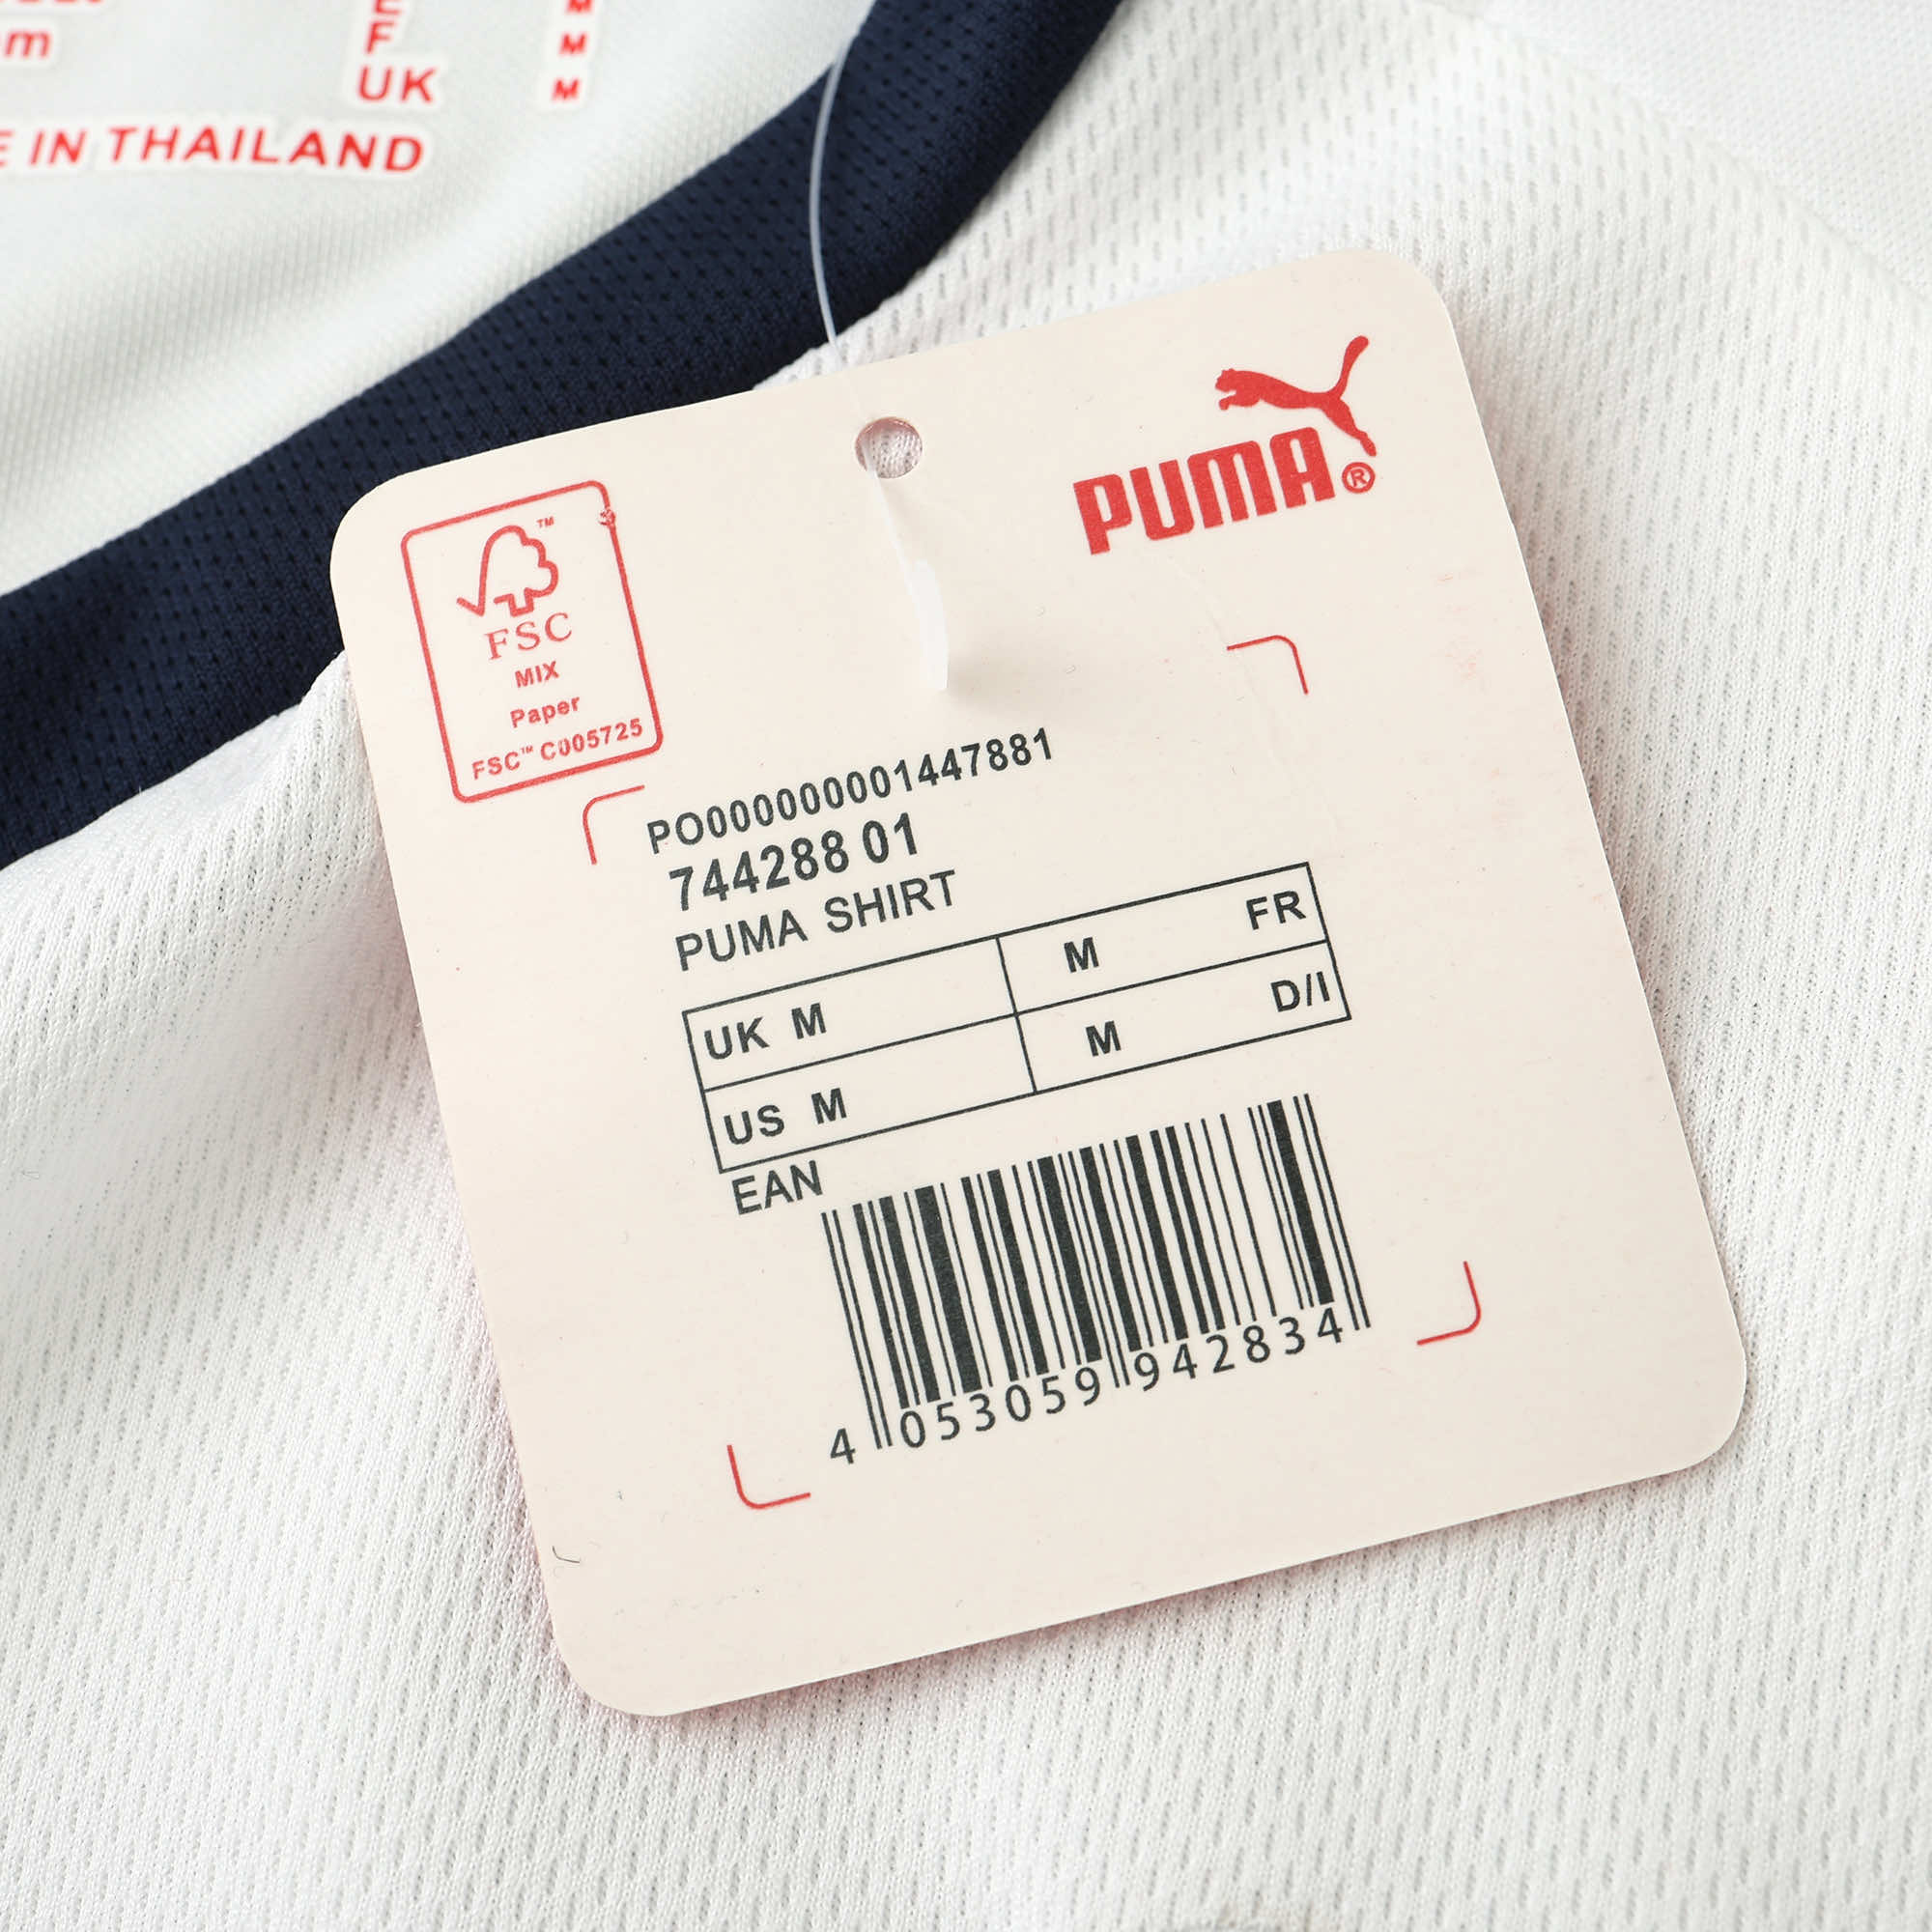 m
F M
UK M
E IN THAILAND
PUMA®
™
FSC
MIX
Paper
FSC™ C005725
PO000000001447881
744288 01
PUMA SHIRT
UK M M FR
US M M D/I
EAN
4 053059 942834